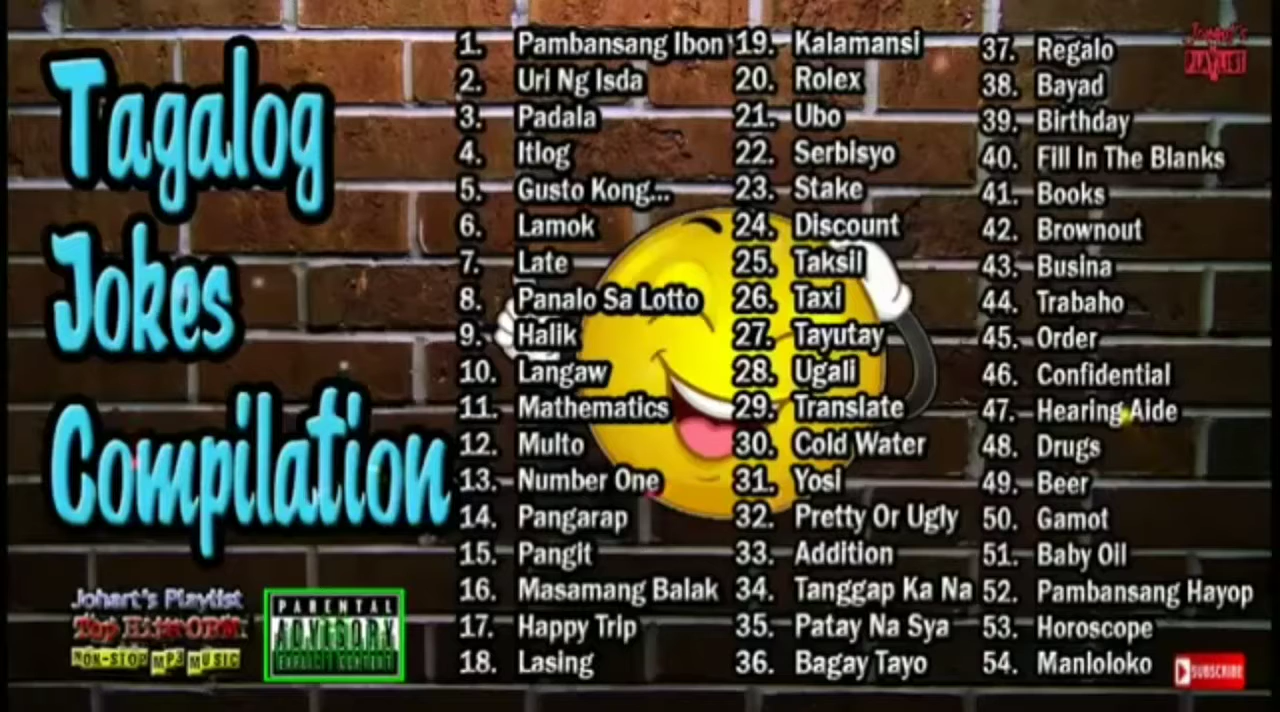 Tagalog
Jokes
Compilation
1. Pambansang Ibon
2. Uri Ng Isda
3. Padala
4. Itlog
5. Gusto Kong...
6. Lamok
7. Late
8. Panalo Sa Lotto
9. Halik
10. Langaw
11. Mathematics
12. Multo
13. Number One
14. Pangarap
15. Pangit
16. Masamang Balak
17. Happy Trip
18. Lasing
19. Kalamansi
20. Rolex
21. Ubo
22. Serbisyo
23. Stake
24. Discount
25. Taksil
26. Taxi
27. Tayutay
28. Ugali
29. Translate
30. Cold Water
31. Yosi
32. Pretty Or Ugly
33. Addition
34. Tanggap Ka Na
35. Patay Na Sya
36. Bagay Tayo
37. Regalo
38. Bayad
39. Birthday
40. Fill In The Blanks
41. Books
42. Brownout
43. Busina
44. Trabaho
45. Order
46. Confidential
47. Hearing Aide
48. Drugs
49. Beer
50. Gamot
51. Baby Oil
52. Pambansang Hayop
53. Horoscope
54. Manloloko
Johart's Playlist
Top Hits OPM
NON-STOP MP3 MUSIC
PARENTAL
ADVISORY
EXPLICIT CONTENT
Johart's
PLAYLIST
SUBSCRIBE